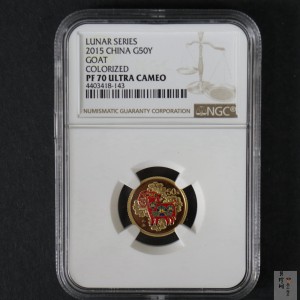 LUNAR SERIES
2015 CHINA G50Y
GOAT
COLORIZED
PF 70 ULTRA CAMEO
4403418-143
NUMISMATIC GUARANTY CORPORATION
NGC